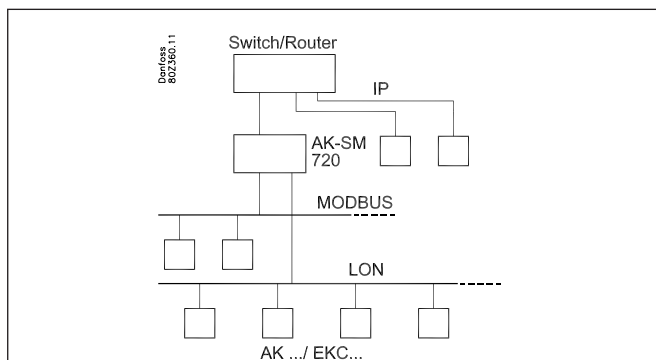 Switch/Router
Danfoss
80Z360.11
IP
AK-SM
720
MODBUS
LON
AK .../ EKC...